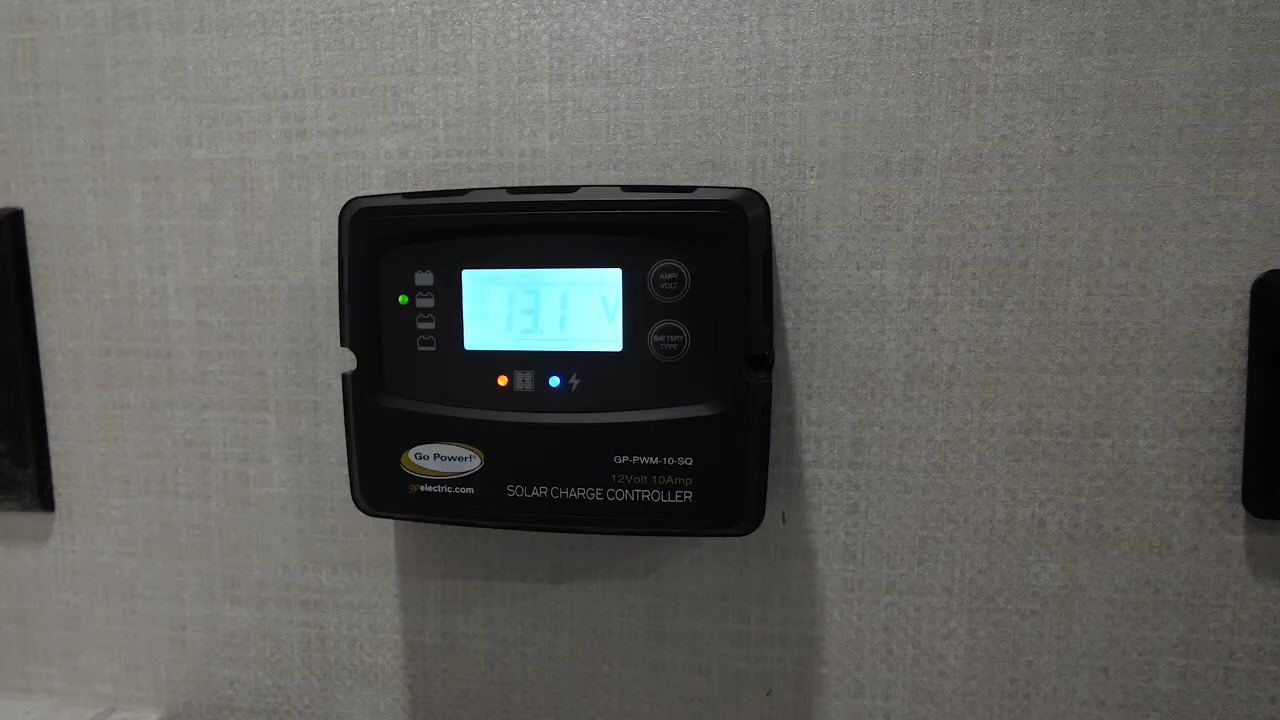 13.1 V
AMP/
VOLT
BATTERY
TYPE
Go Power!®
gpelectric.com
GP-PWM-10-SQ
12Volt 10Amp
SOLAR CHARGE CONTROLLER